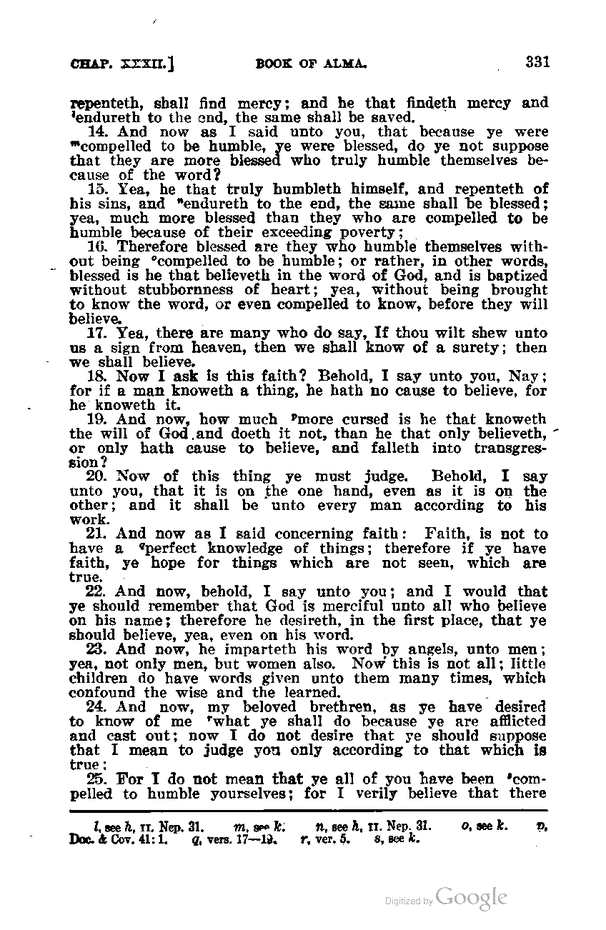 CHAP. XXXII.] BOOK OF ALMA. 331
repenteth, shall find mercy; and he that findeth mercy and
lendureth to the end, the same shall be saved.
14. And now as I said unto you, that because ye were
mcompelled to be humble, ye were blessed, do ye not suppose
that they are more blessed who truly humble themselves be-
cause of the word?
15. Yea, he that truly humbleth himself, and repenteth of
his sins, and nendureth to the end, the same shall be blessed;
yea, much more blessed than they who are compelled to be
humble because of their exceeding poverty;
16. Therefore blessed are they who humble themselves with-
out being ocompelled to be humble; or rather, in other words,
blessed is he that believeth in the word of God, and is baptized
without stubbornness of heart; yea, without being brought
to know the word, or even compelled to know, before they will
believe.
17. Yea, there are many who do say, If thou wilt shew unto
us a sign from heaven, then we shall know of a surety; then
we shall believe.
18. Now I ask is this faith? Behold, I say unto you, Nay;
for if a man knoweth a thing, he hath no cause to believe, for
he knoweth it.
19. And now, how much pmore cursed is he that knoweth
the will of God and doeth it not, than he that only believeth,
or only hath cause to believe, and falleth into transgres-
sion?
20. Now of this thing ye must judge. Behold, I say
unto you, that it is on the one hand, even as it is on the
other; and it shall be unto every man according to his
work.
21. And now as I said concerning faith: Faith, is not to
have a qperfect knowledge of things; therefore if ye have
faith, ye hope for things which are not seen, which are
true.
22. And now, behold, I say unto you; and I would that
ye should remember that God is merciful unto all who believe
on his name; therefore he desireth, in the first place, that ye
should believe, yea, even on his word.
23. And now, he imparteth his word by angels, unto men;
yea, not only men, but women also. Now this is not all; little
children do have words given unto them many times, which
confound the wise and the learned.
24. And now, my beloved brethren, as ye have desired
to know of me rwhat ye shall do because ye are afflicted
and cast out; now I do not desire that ye should suppose
that I mean to judge you only according to that which is
true:
25. For I do not mean that ye all of you have been scom-
pelled to humble yourselves; for I verily believe that there
l, see h, II. Nep. 31. m, see k. n, see h, II. Nep. 31. o, see k. p,
Doc. & Cov. 41:1. q, vers. 17—19. r, ver. 5. s, see k.
Digitized by Google